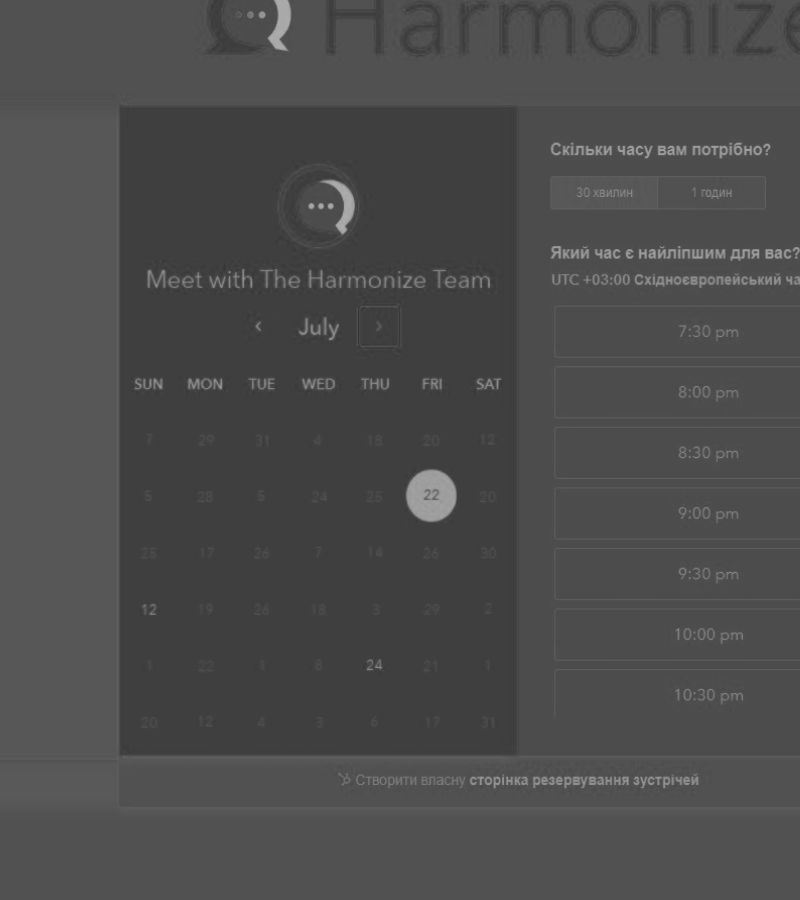 Harmonize
Meet with The Harmonize Team
‹ July ›
SUN MON TUE WED THU FRI SAT
7 29 31 4 18 20 12
5 28 5 24 25 22 20
25 17 26 7 14 26 30
12 19 26 18 3 29 2
1 22 1 8 24 21 1
20 12 4 3 6 17 31
Скільки часу вам потрібно?
30 хвилин 1 годин
Який час є найліпшим для вас?
UTC +03:00 Східноєвропейський ча
7:30 pm
8:00 pm
8:30 pm
9:00 pm
9:30 pm
10:00 pm
10:30 pm
Створити власну сторінка резервування зустрічей